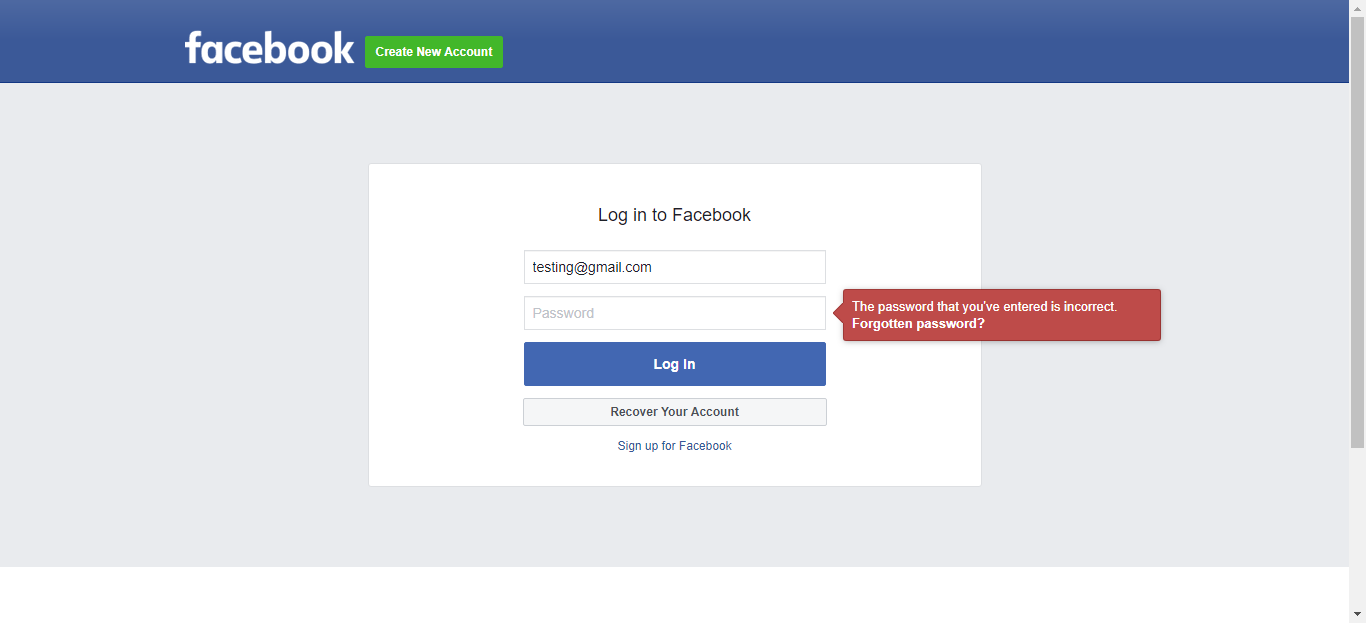 facebook
Create New Account
Log in to Facebook
testing@gmail.com
Password
The password that you've entered is incorrect.
Forgotten password?
Log In
Recover Your Account
Sign up for Facebook